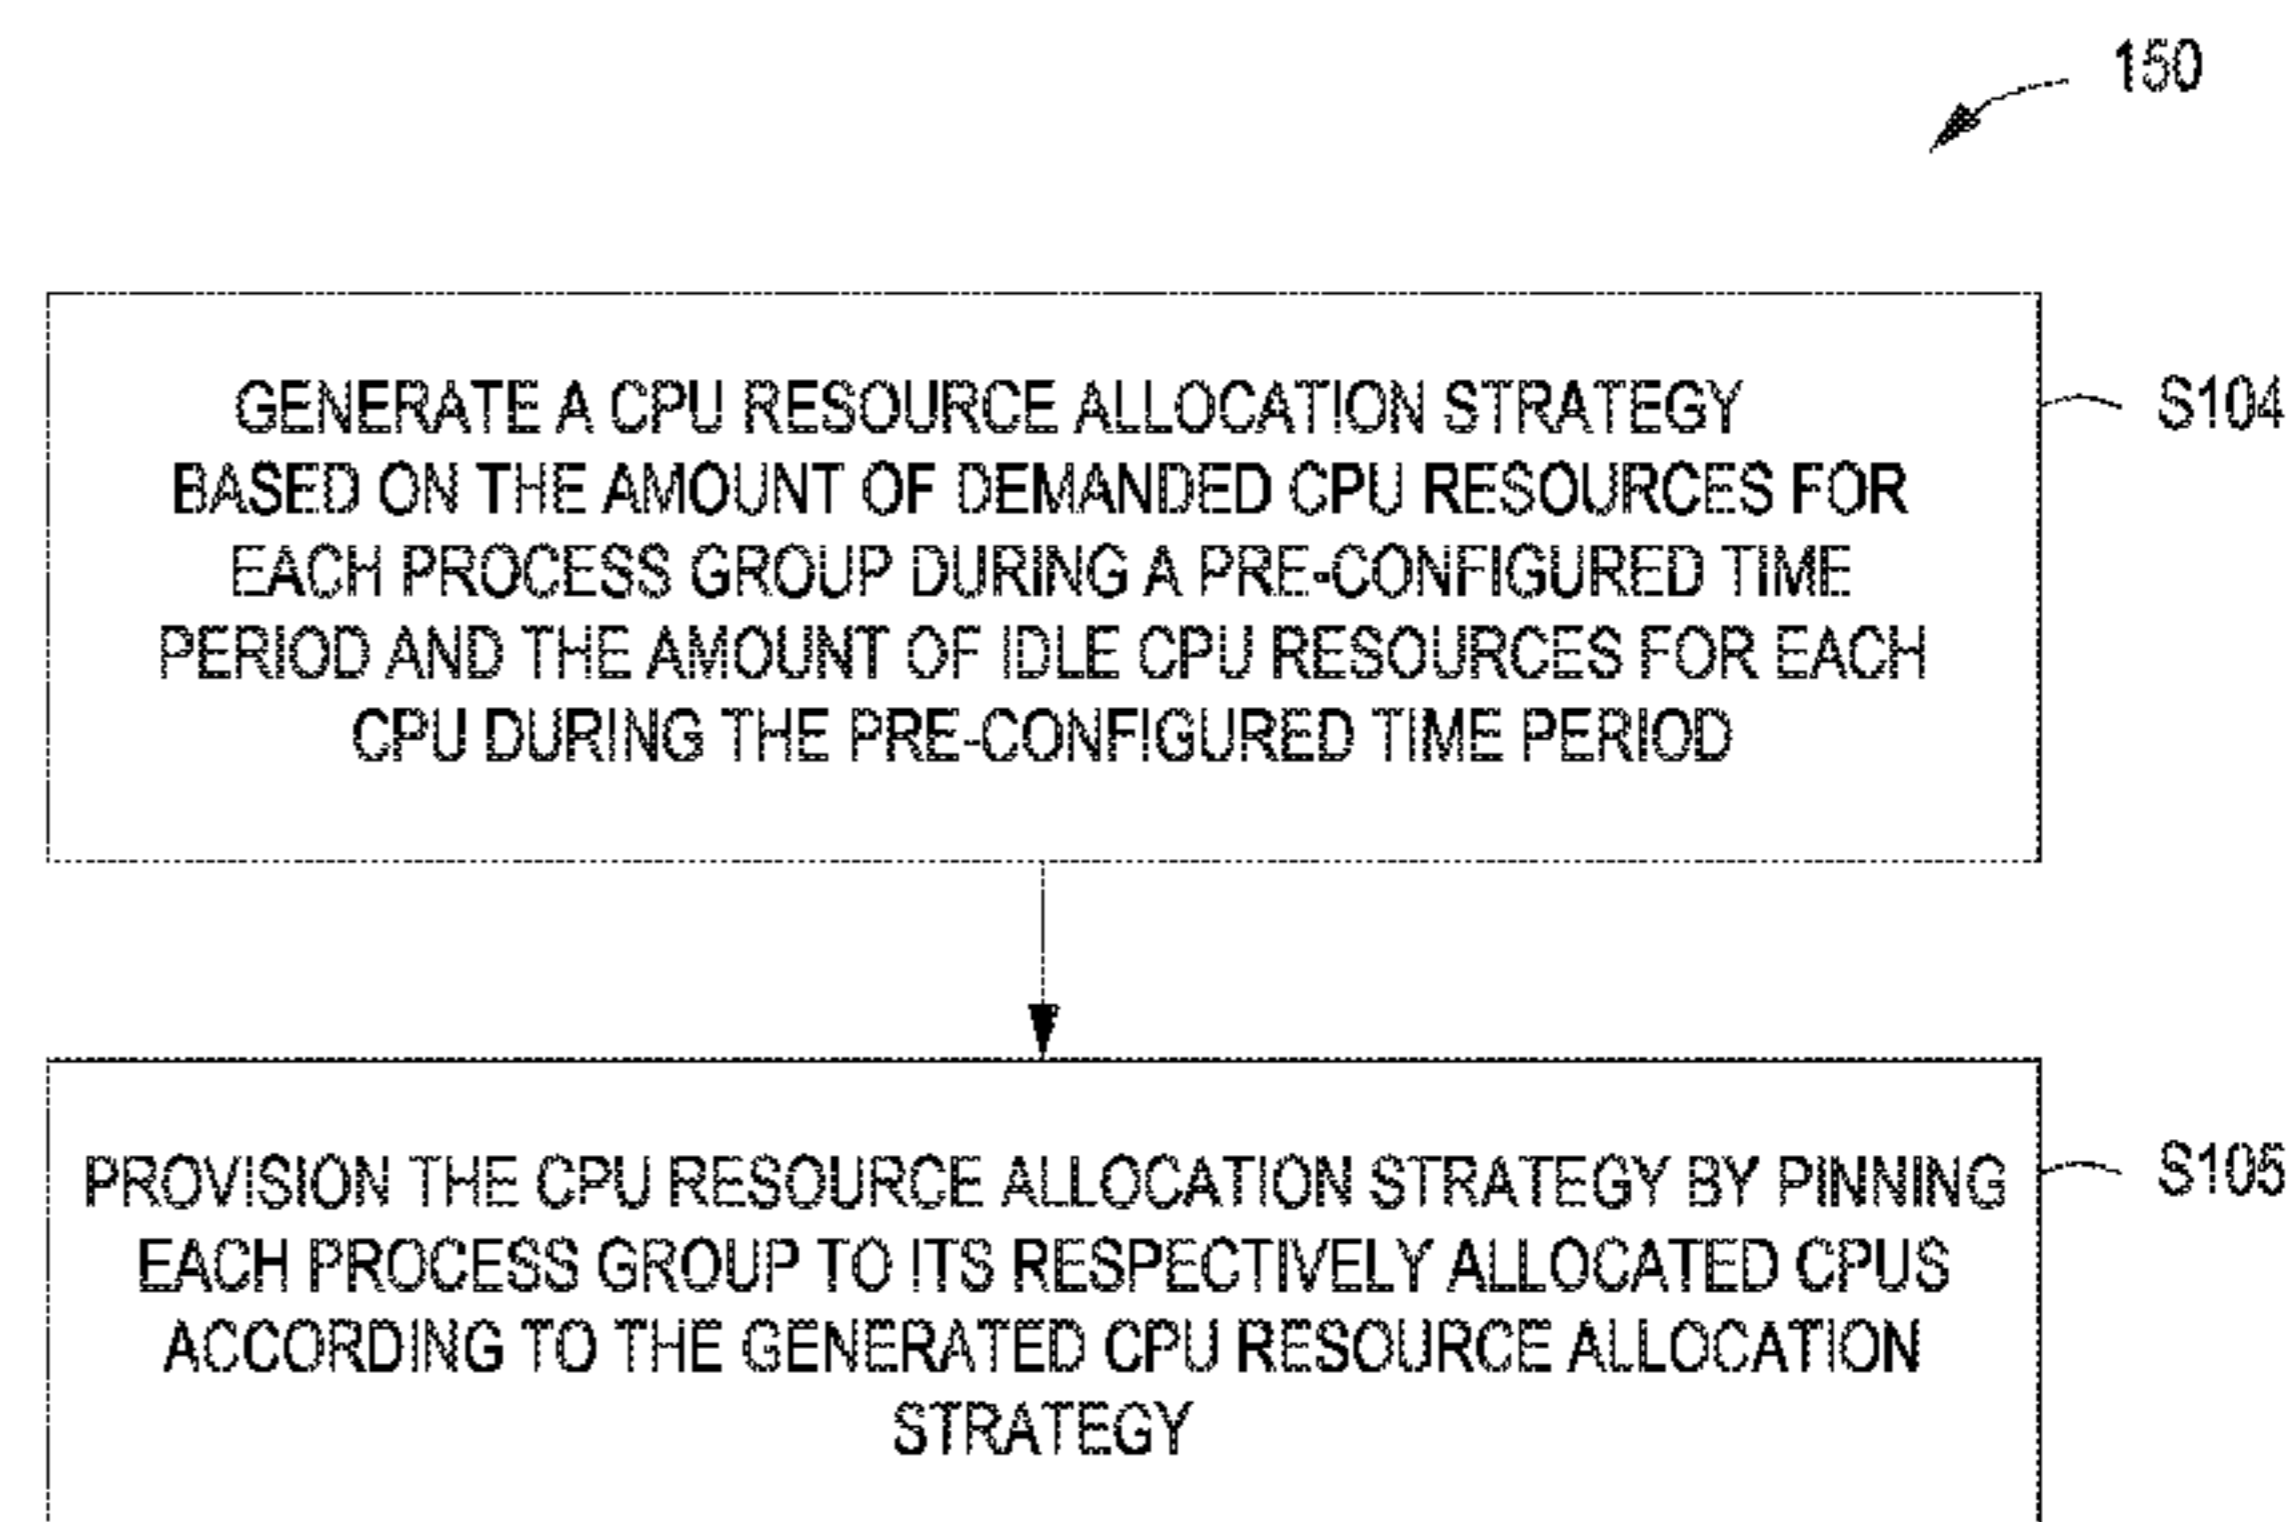 150
GENERATE A CPU RESOURCE ALLOCATION STRATEGY
BASED ON THE AMOUNT OF DEMANDED CPU RESOURCES FOR
EACH PROCESS GROUP DURING A PRE-CONFIGURED TIME
PERIOD AND THE AMOUNT OF IDLE CPU RESOURCES FOR EACH
CPU DURING THE PRE-CONFIGURED TIME PERIOD
S104
PROVISION THE CPU RESOURCE ALLOCATION STRATEGY BY PINNING
EACH PROCESS GROUP TO ITS RESPECTIVELY ALLOCATED CPUS
ACCORDING TO THE GENERATED CPU RESOURCE ALLOCATION
STRATEGY
S105